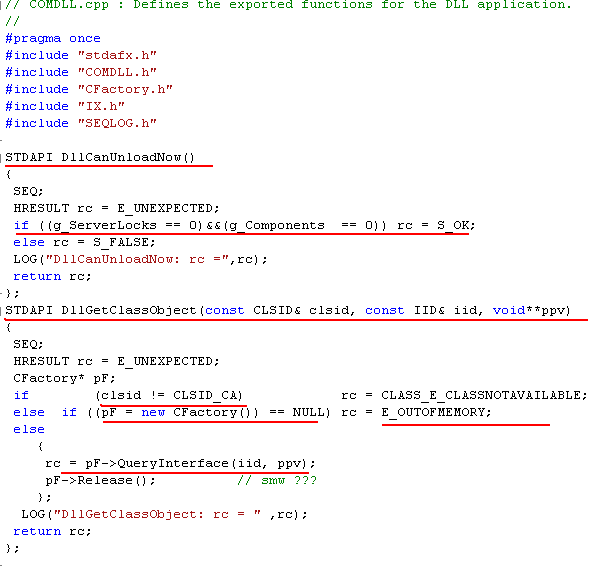 // COMDLL.cpp : Defines the exported functions for the DLL application.
//
#pragma once
#include "stdafx.h"
#include "COMDLL.h"
#include "CFactory.h"
#include "IX.h"
#include "SEQLOG.h"
STDAPI DllCanUnloadNow()
{
SEQ;
HRESULT rc = E_UNEXPECTED;
if ((g_ServerLocks == 0)&&(g_Components == 0)) rc = S_OK;
else rc = S_FALSE;
LOG("DllCanUnloadNow: rc =",rc);
return rc;
};
STDAPI DllGetClassObject(const CLSID& clsid, const IID& iid, void**ppv)
{
SEQ;
HRESULT rc = E_UNEXPECTED;
CFactory* pF;
if (clsid != CLSID_CA) rc = CLASS_E_CLASSNOTAVAILABLE;
else if ((pF = new CFactory()) == NULL) rc = E_OUTOFMEMORY;
else
{
rc = pF->QueryInterface(iid, ppv);
pF->Release(); // smw ???
};
LOG("DllGetClassObject: rc = " ,rc);
return rc;
};